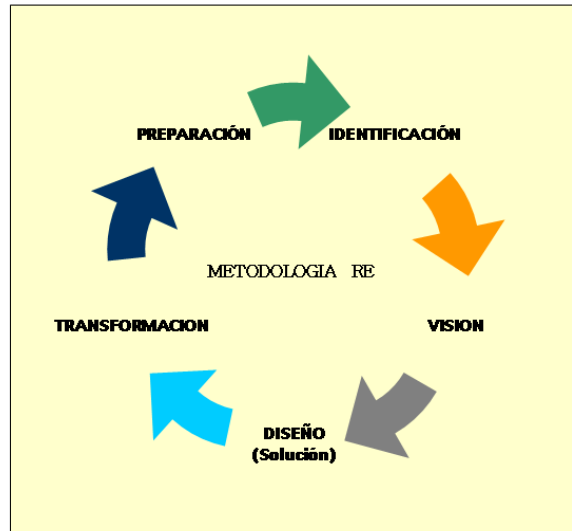 PREPARACIÓN
IDENTIFICACIÓN
METODOLOGIA RE
TRANSFORMACION
VISION
DISEÑO
(Solución)